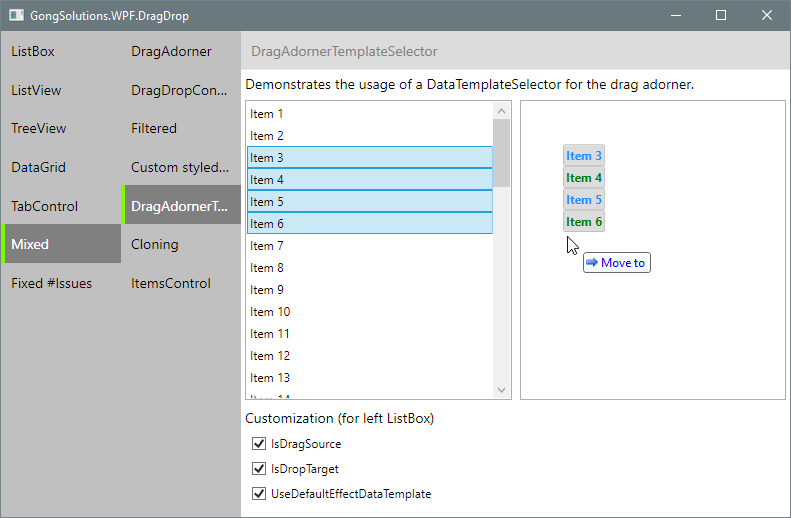 GongSolutions.WPF.DragDrop
ListBox
ListView
TreeView
DataGrid
TabControl
Mixed
Fixed #Issues
DragAdorner
DragDropCon...
Filtered
Custom styled...
DragAdornerT...
Cloning
ItemsControl
DragAdornerTemplateSelector
Demonstrates the usage of a DataTemplateSelector for the drag adorner.
Item 1
Item 2
Item 3
Item 4
Item 5
Item 6
Item 7
Item 8
Item 9
Item 10
Item 11
Item 12
Item 13
Item 14
Item 3
Item 4
Item 5
Item 6
Move to
Customization (for left ListBox)
IsDragSource
IsDropTarget
UseDefaultEffectDataTemplate